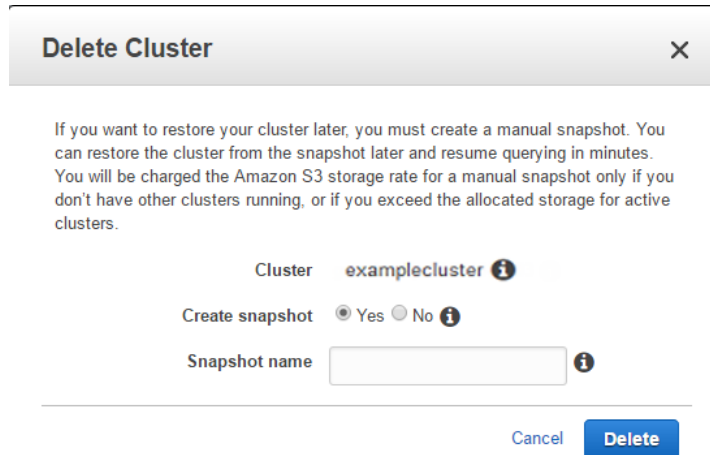 Delete Cluster
If you want to restore your cluster later, you must create a manual snapshot. You
can restore the cluster from the snapshot later and resume querying in minutes.
You will be charged the Amazon S3 storage rate for a manual snapshot only if you
don't have other clusters running, or if you exceed the allocated storage for active
clusters.
Cluster examplecluster
Create snapshot Yes No
Snapshot name
Cancel Delete